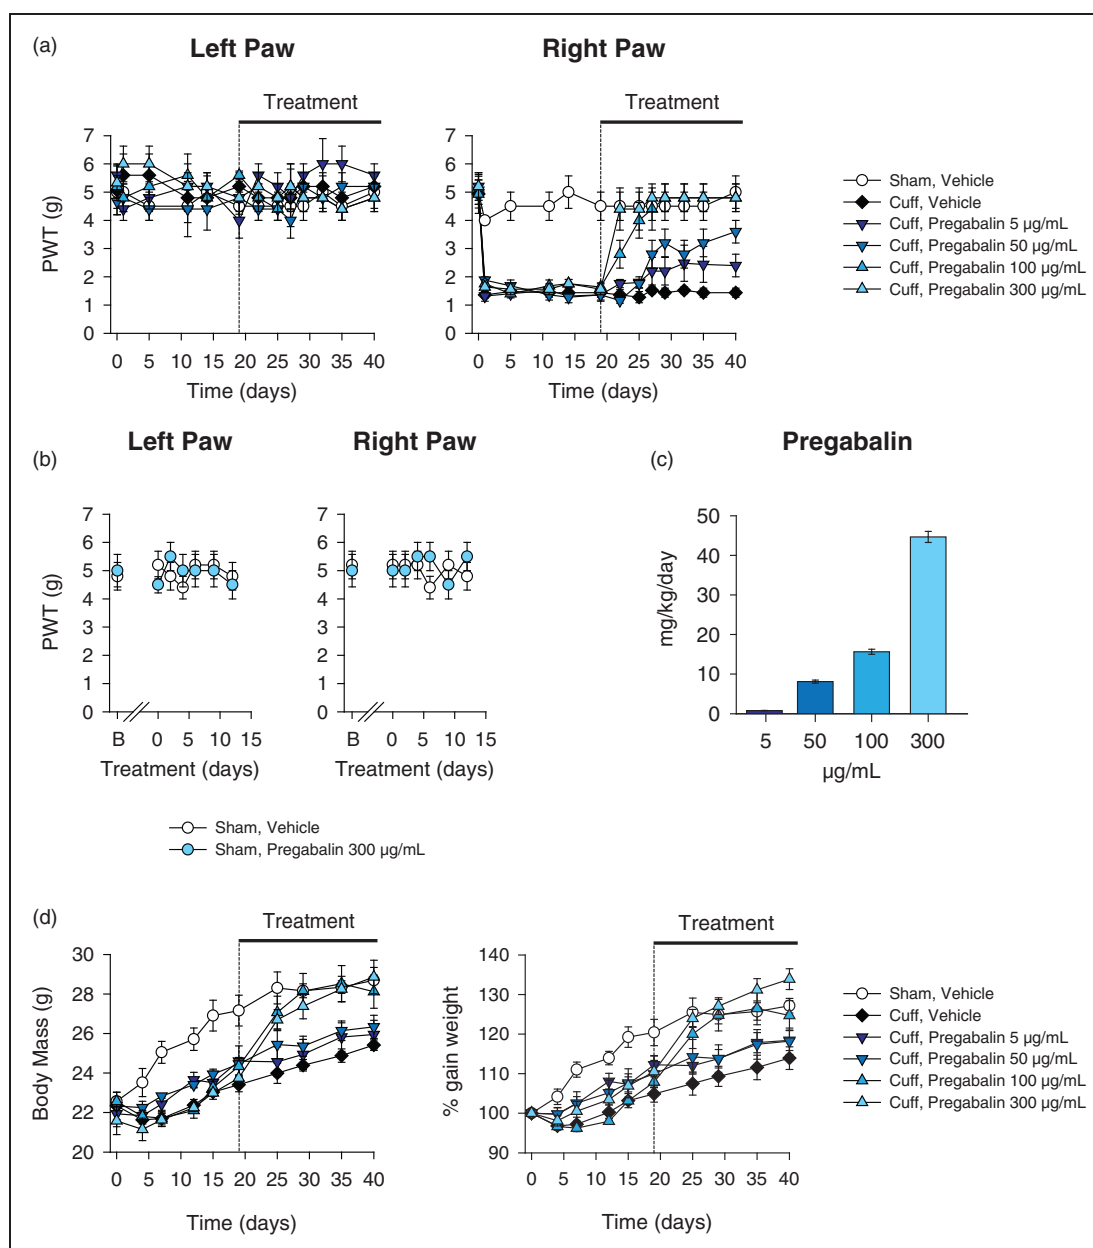 (a)
Left Paw
Right Paw
Treatment
Treatment
7
6
5
4
3
2
1
0
PWT (g)
0 5 10 15 20 25 30 35 40
Time (days)
7
6
5
4
3
2
1
0
0 5 10 15 20 25 30 35 40
Time (days)
Sham, Vehicle
Cuff, Vehicle
Cuff, Pregabalin 5 µg/mL
Cuff, Pregabalin 50 µg/mL
Cuff, Pregabalin 100 µg/mL
Cuff, Pregabalin 300 µg/mL
(b)
Left Paw
Right Paw
7
6
5
4
3
2
1
0
PWT (g)
B 0 5 10 15
Treatment (days)
7
6
5
4
3
2
1
0
B 0 5 10 15
Treatment (days)
Sham, Vehicle
Sham, Pregabalin 300 µg/mL
(c)
Pregabalin
50
40
30
20
10
0
mg/kg/day
5 50 100 300
µg/mL
(d)
Treatment
30
28
26
24
22
20
Body Mass (g)
0 5 10 15 20 25 30 35 40
Time (days)
Treatment
140
130
120
110
100
90
% gain weight
0 5 10 15 20 25 30 35 40
Time (days)
Sham, Vehicle
Cuff, Vehicle
Cuff, Pregabalin 5 µg/mL
Cuff, Pregabalin 50 µg/mL
Cuff, Pregabalin 100 µg/mL
Cuff, Pregabalin 300 µg/mL